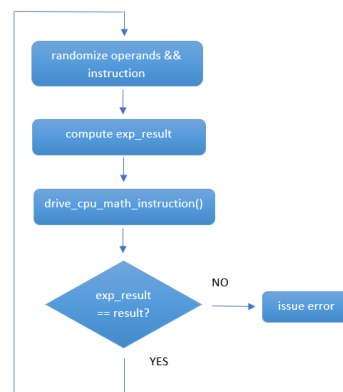 randomize operands &&
instruction
compute exp_result
drive_cpu_math_instruction()
exp_result
== result?
NO
issue error
YES